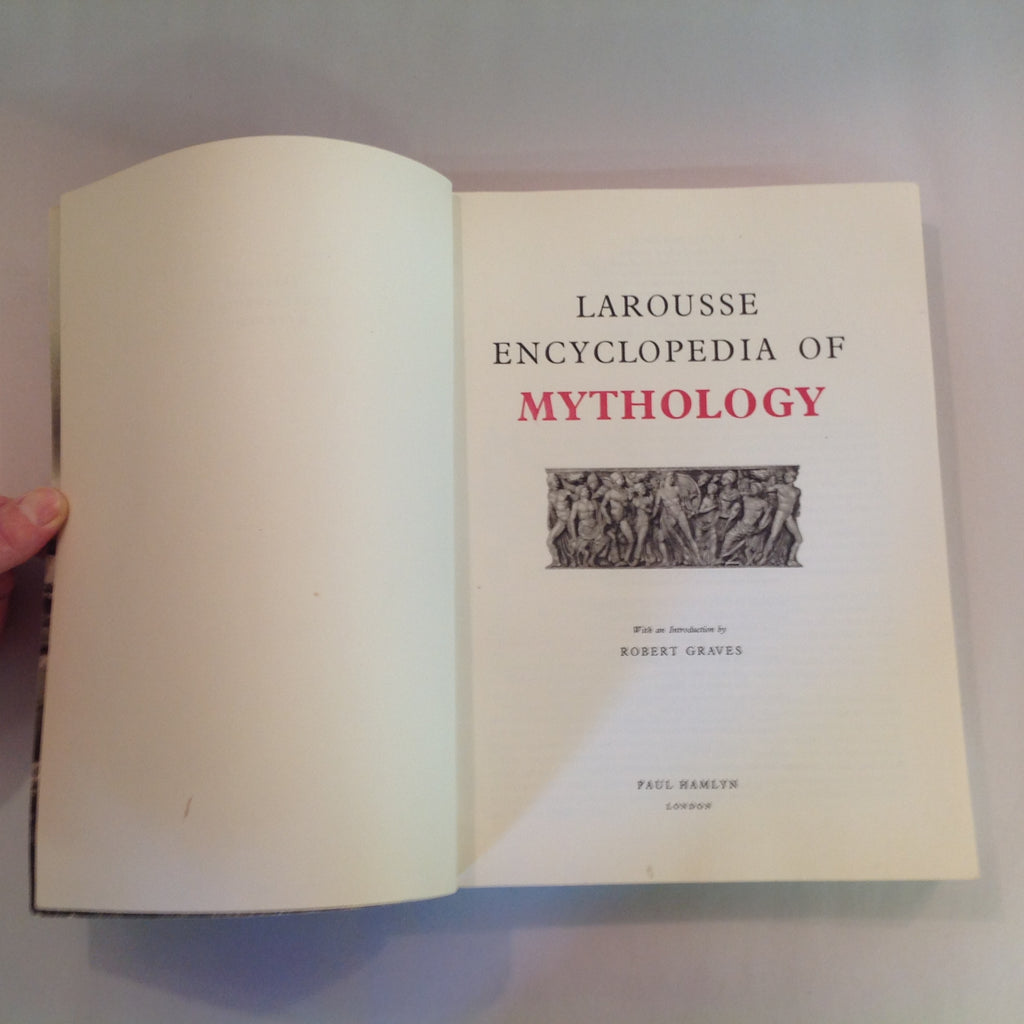 LAROUSSE
ENCYCLOPEDIA OF
MYTHOLOGY
With an Introduction by
ROBERT GRAVES
PAUL HAMLYN
LONDON